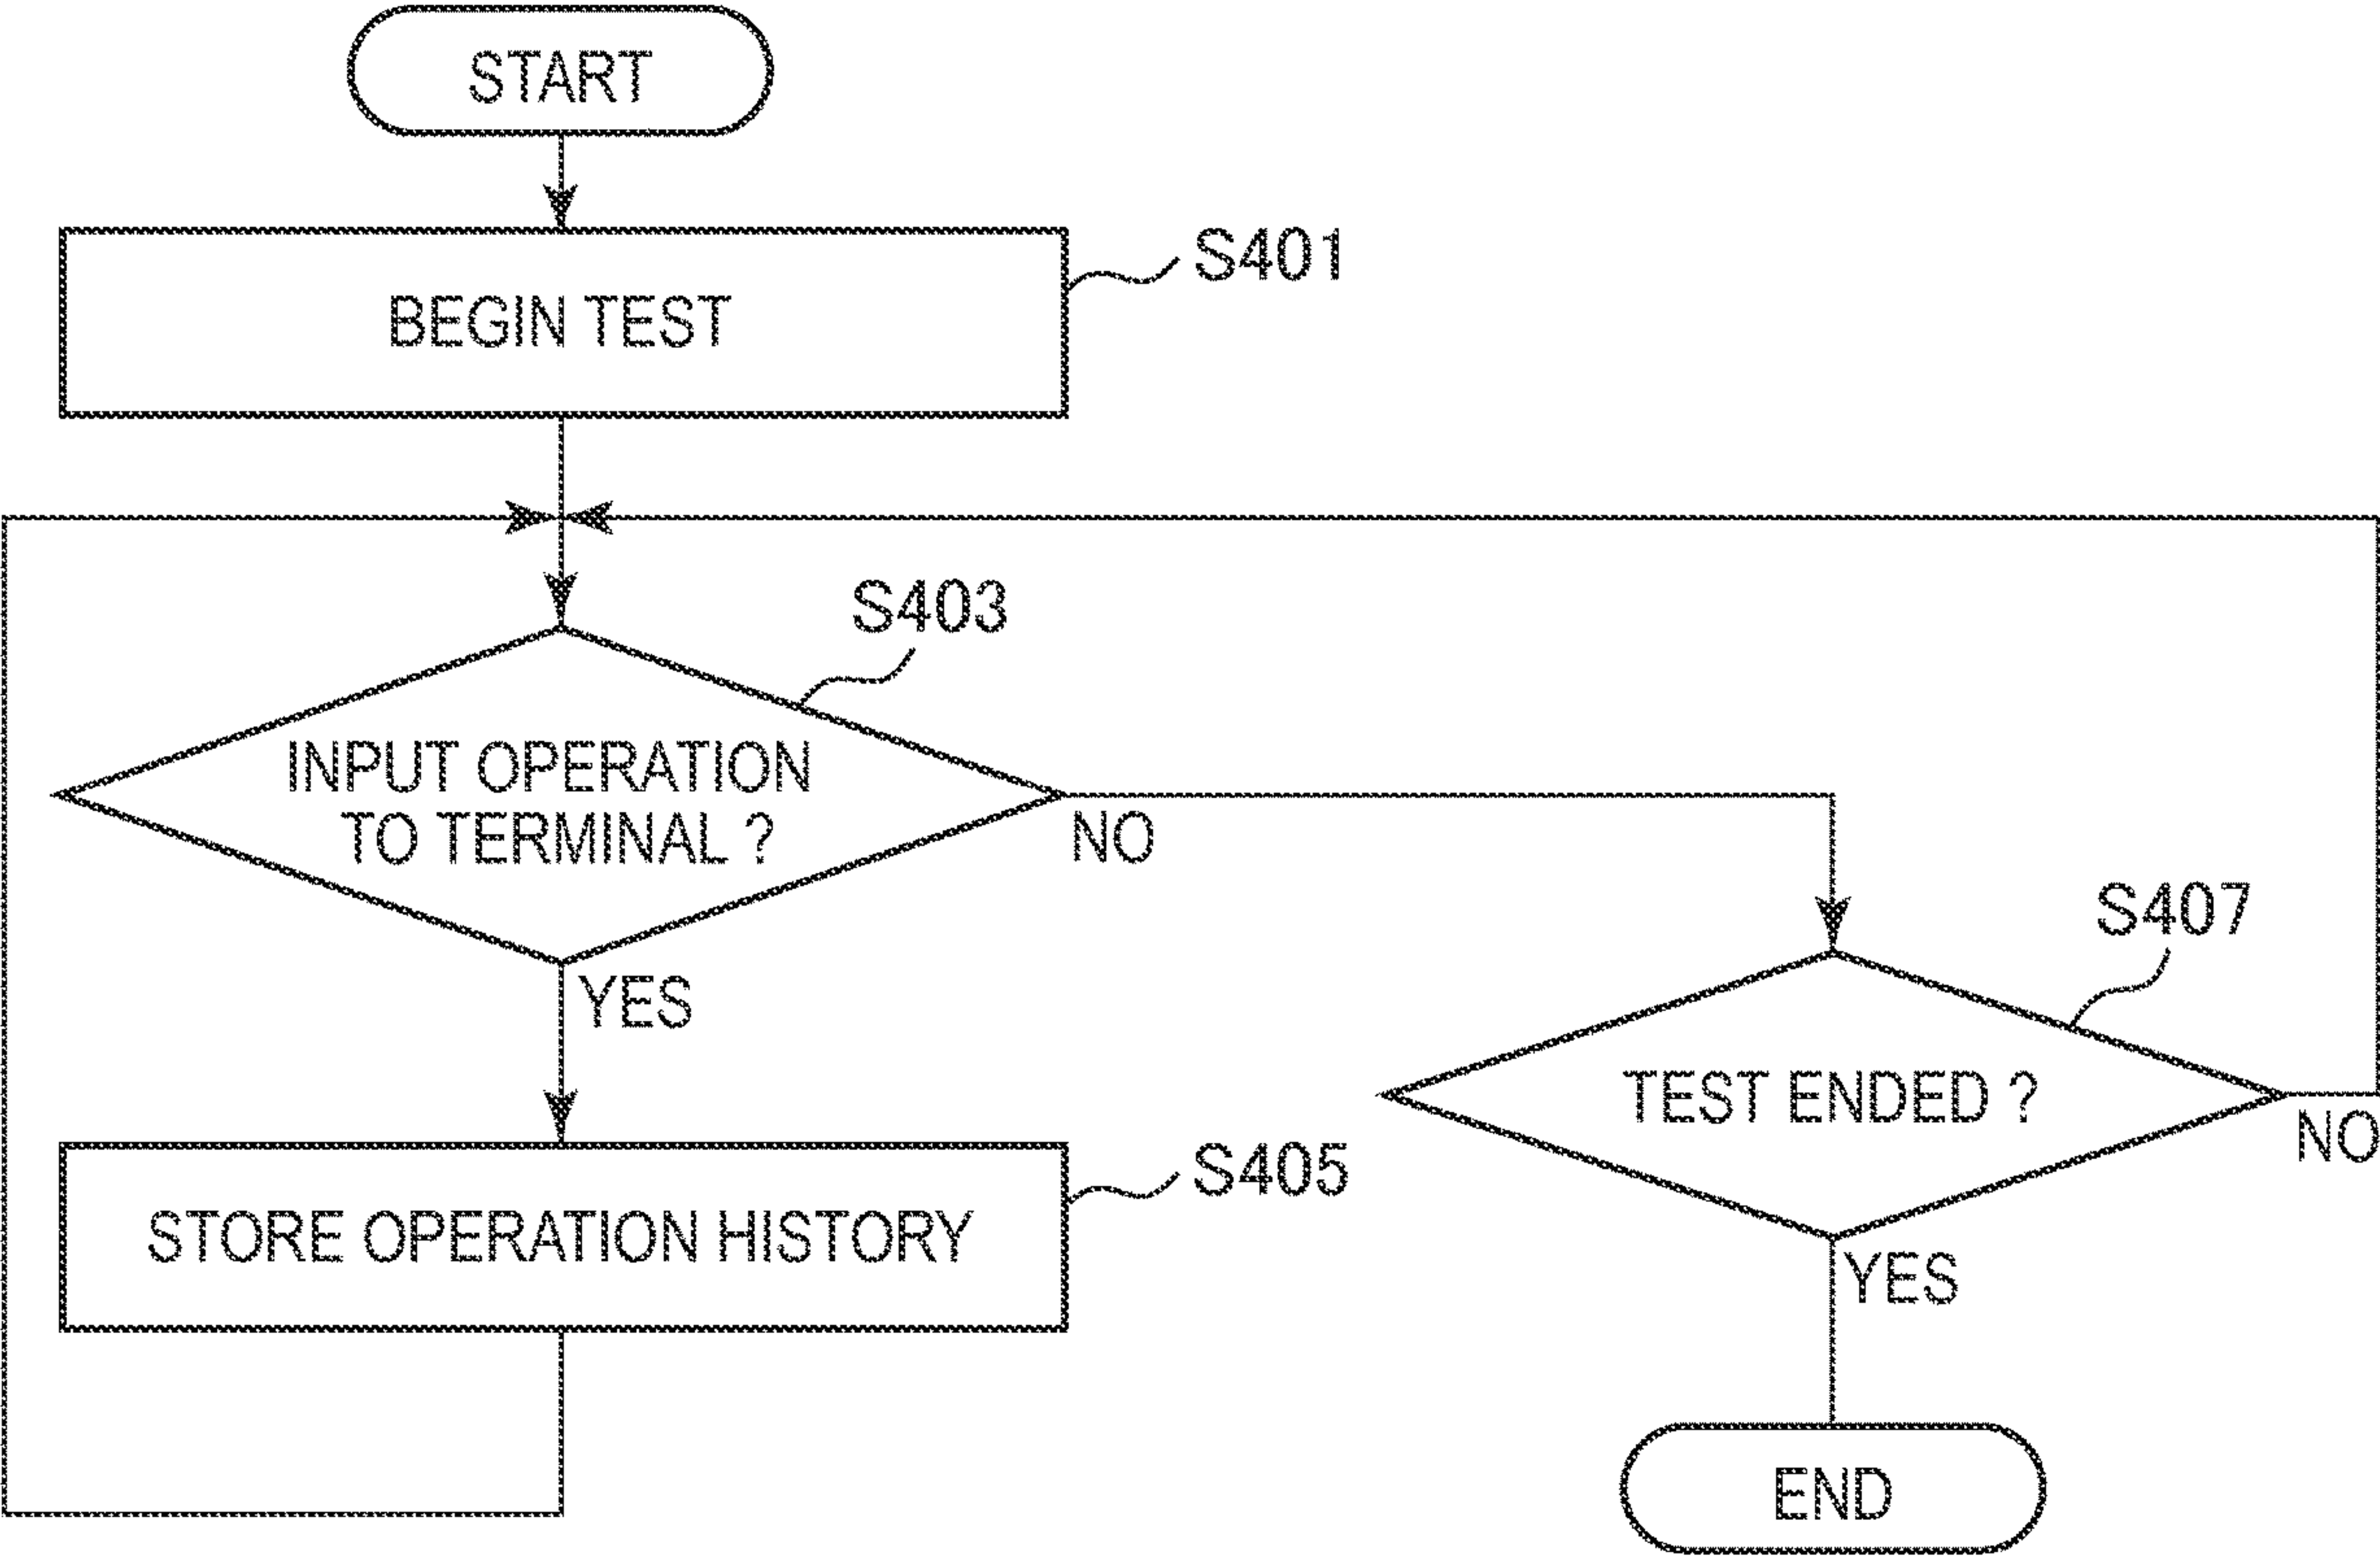 START
S401
BEGIN TEST
S403
INPUT OPERATION
TO TERMINAL ?
NO
YES
S407
TEST ENDED ?
NO
S405
STORE OPERATION HISTORY
YES
END